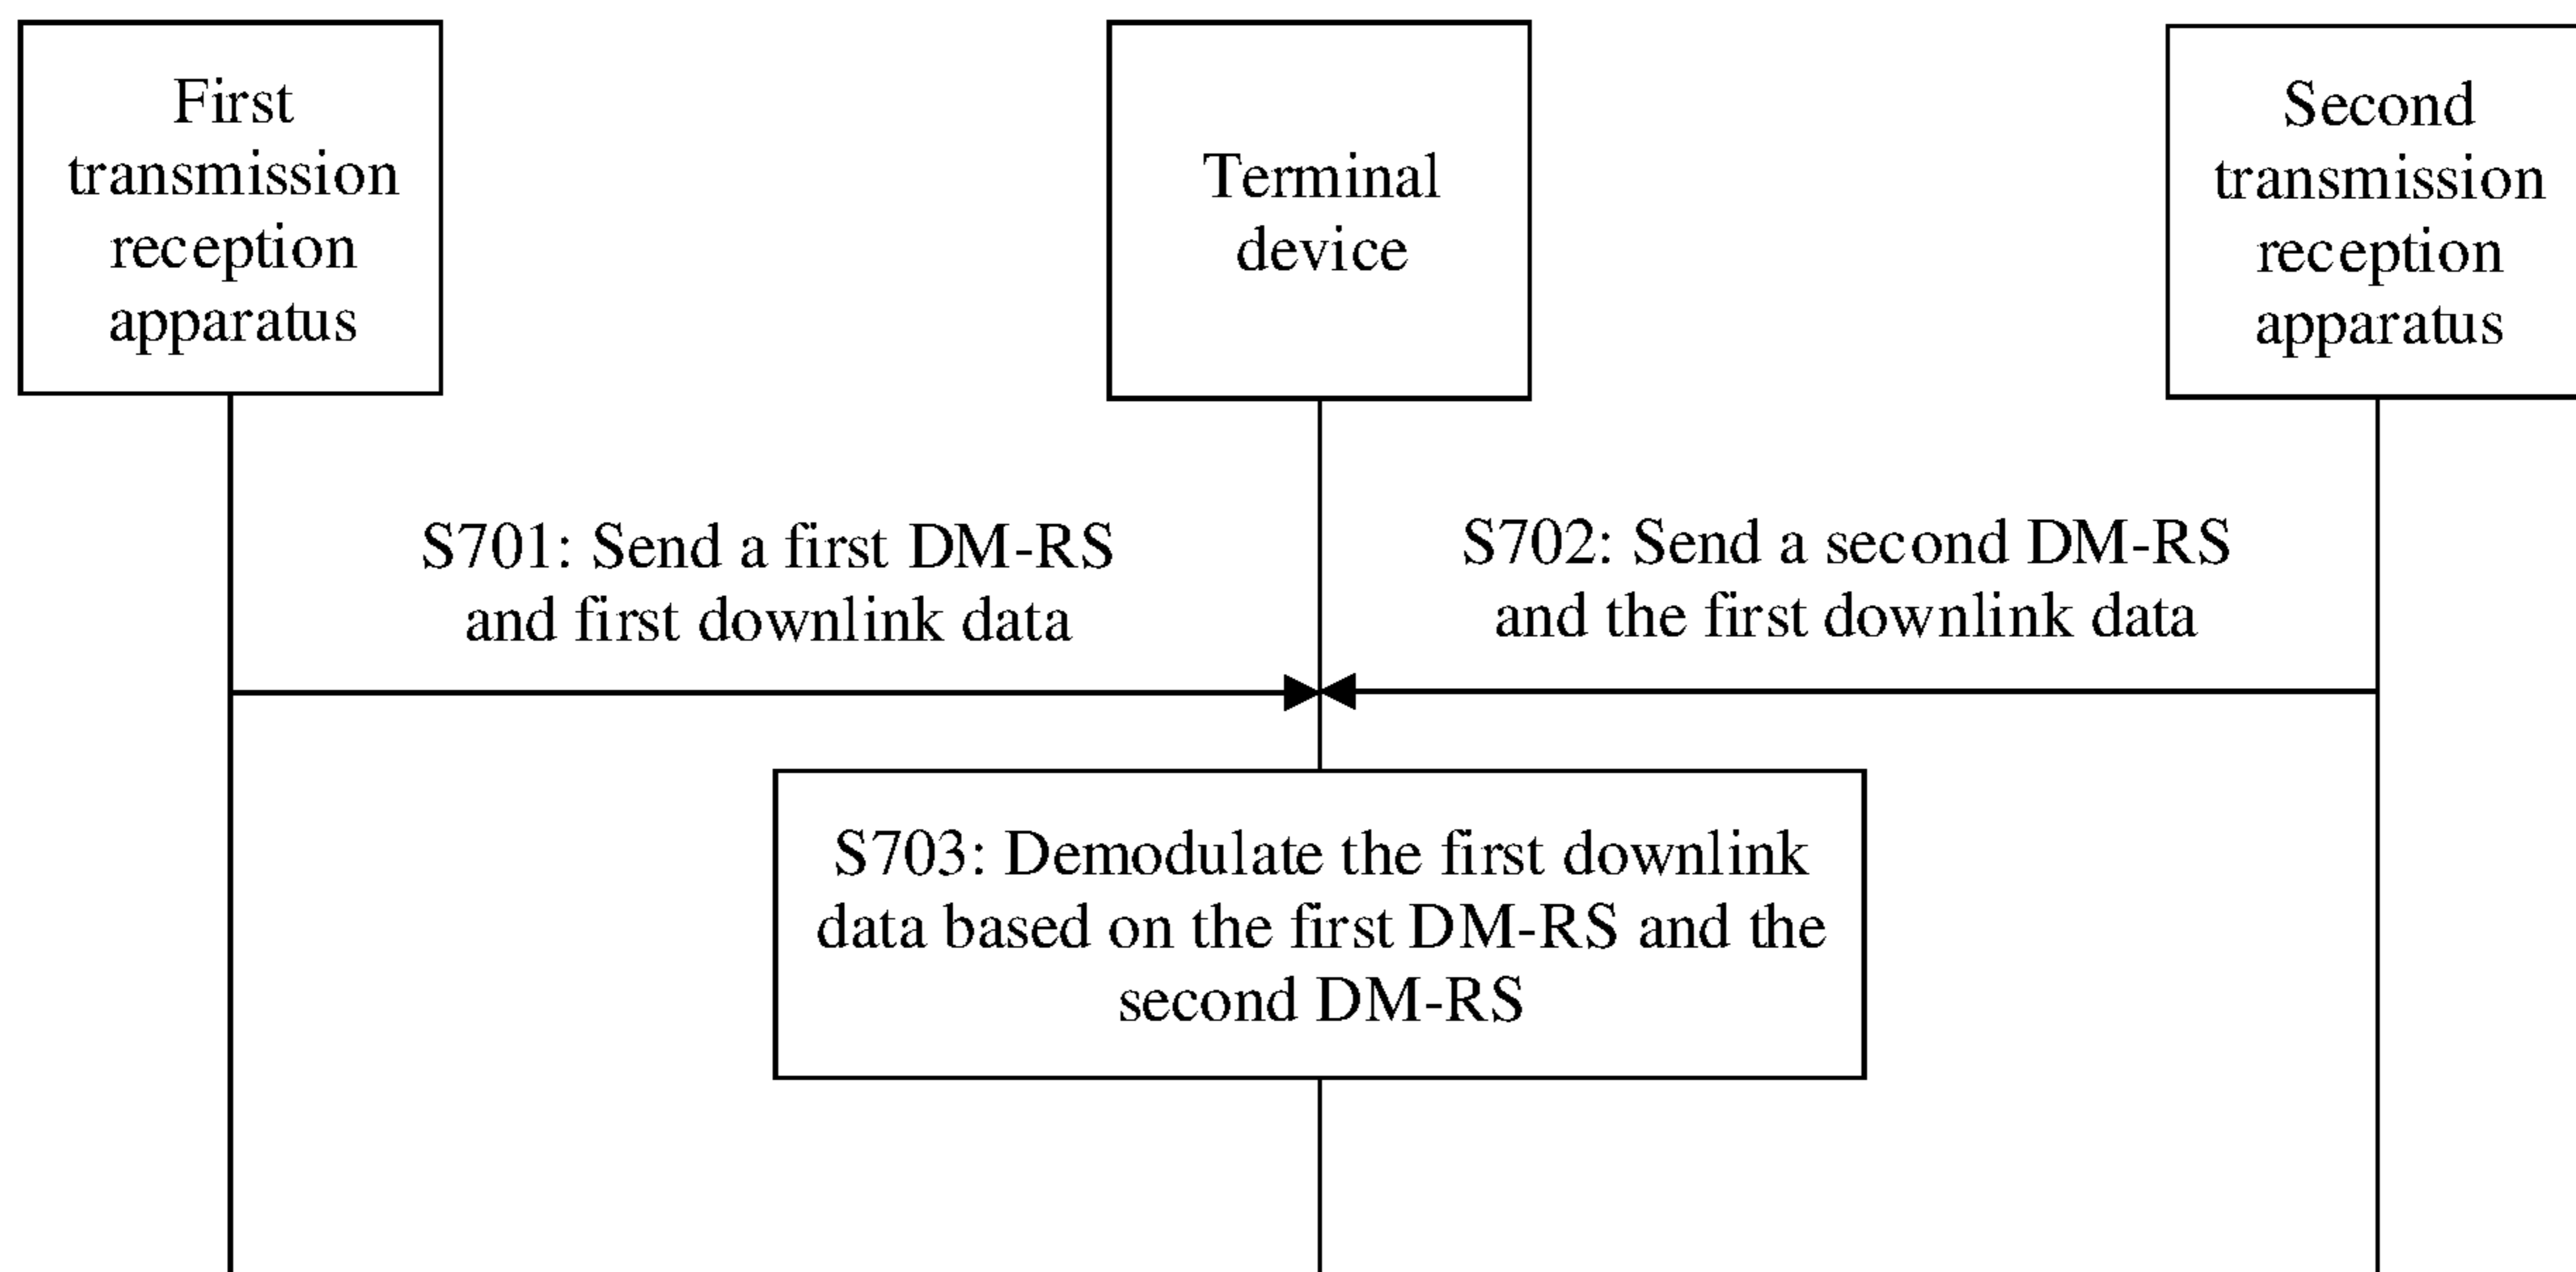 First
transmission
reception
apparatus
Terminal
device
Second
transmission
reception
apparatus
S701: Send a first DM-RS
and first downlink data
S702: Send a second DM-RS
and the first downlink data
S703: Demodulate the first downlink
data based on the first DM-RS and the
second DM-RS